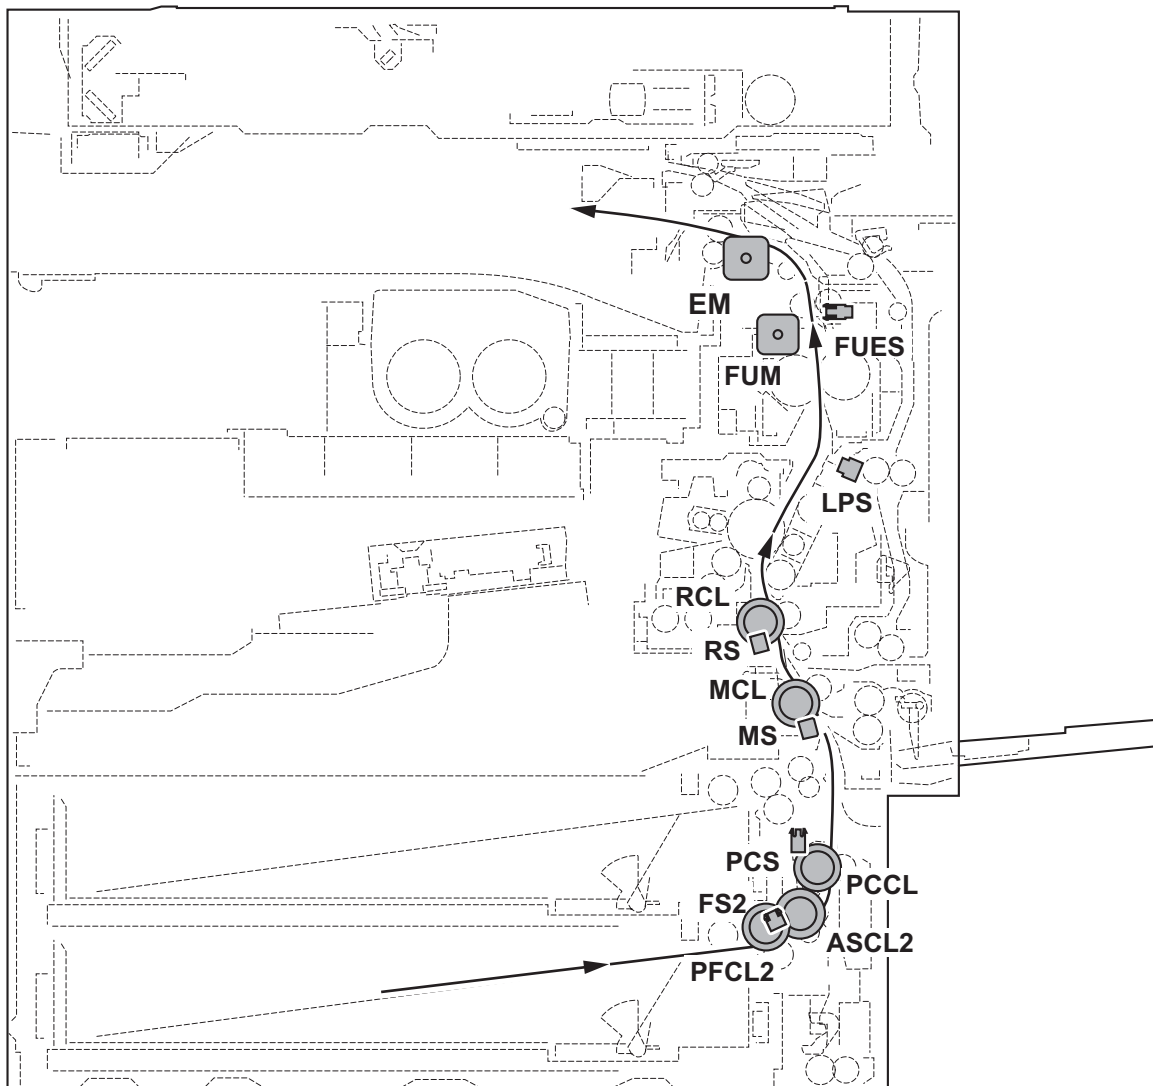 EM
FUES
FUM
LPS
RCL
RS
MCL
MS
PCS
PCCL
FS2
ASCL2
PFCL2